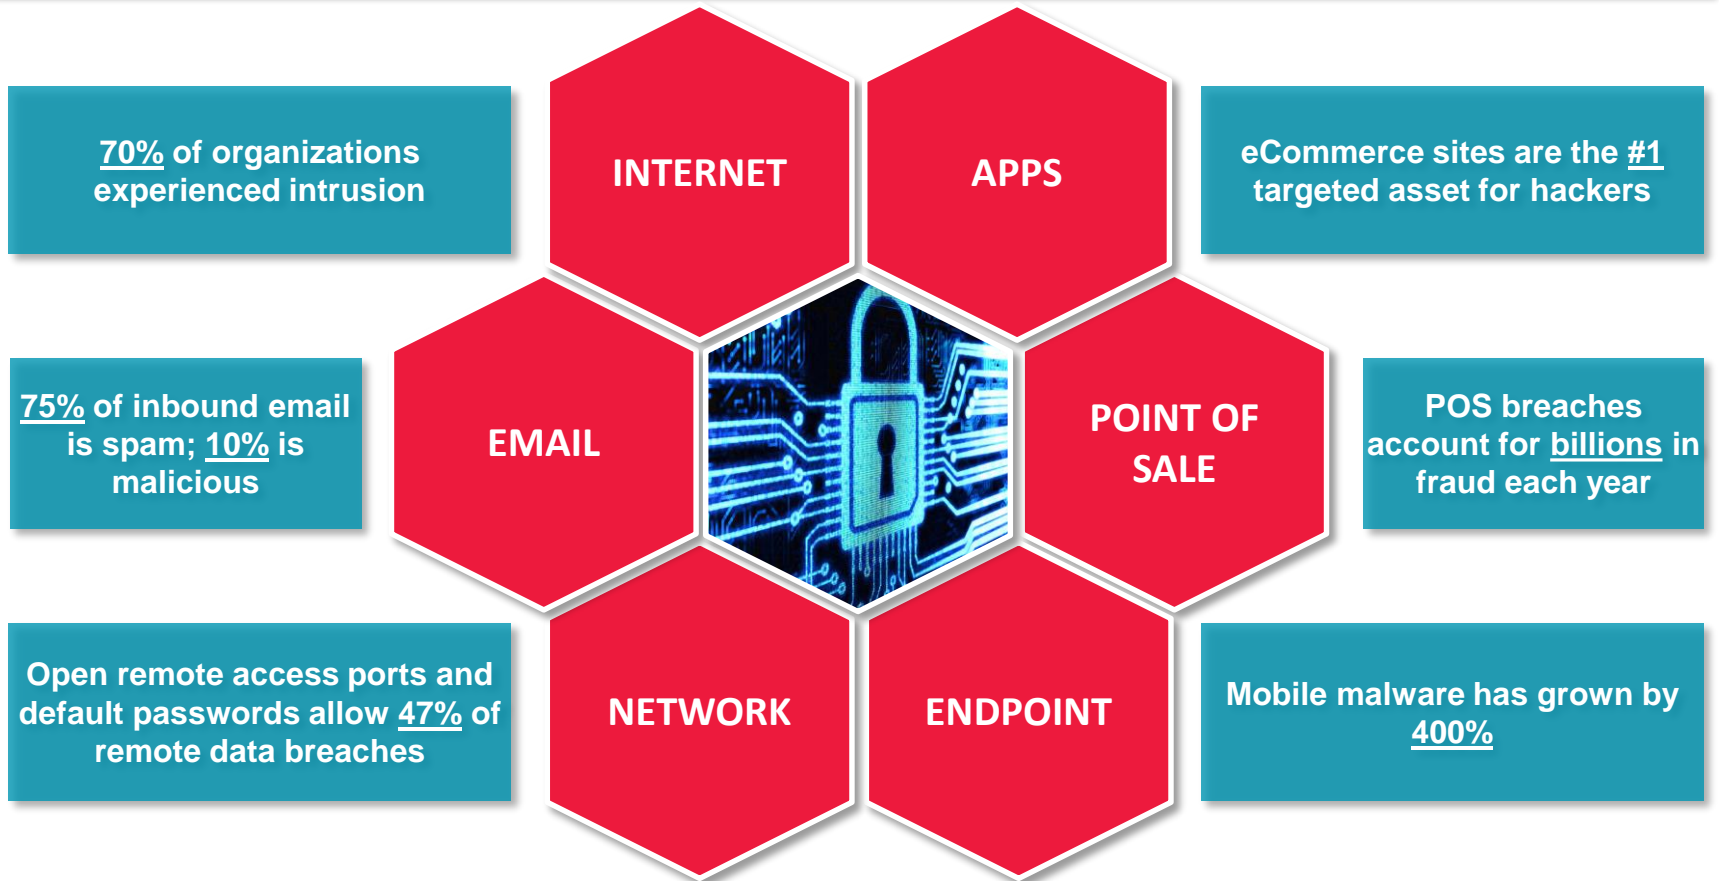 INTERNET
APPS
70% of organizations
experienced intrusion
eCommerce sites are the #1
targeted asset for hackers
75% of inbound email
is spam; 10% is
malicious
EMAIL
POINT OF
SALE
POS breaches
account for billions in
fraud each year
Open remote access ports and
default passwords allow 47% of
remote data breaches
NETWORK
ENDPOINT
Mobile malware has grown by
400%